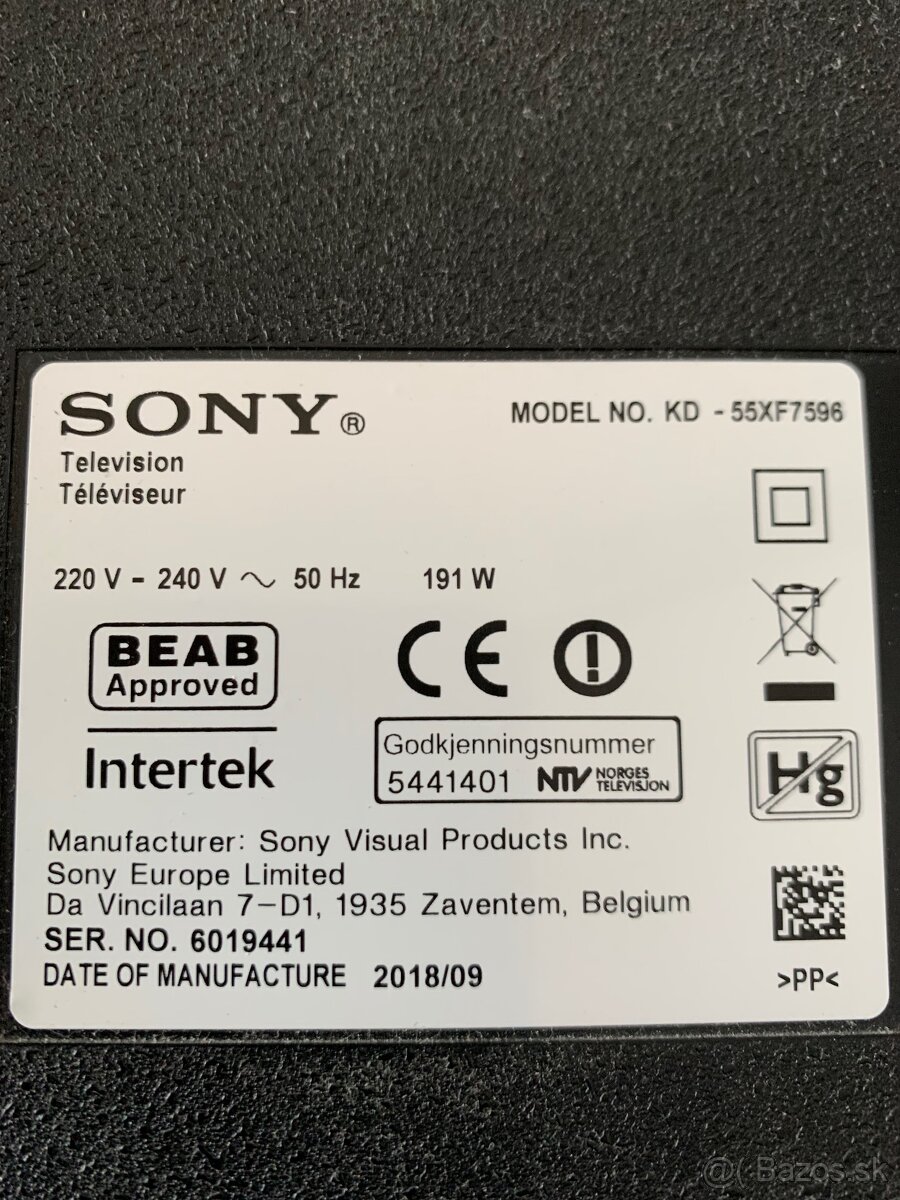 SONY®
MODEL NO. KD - 55XF7596
Television
Téléviseur
220 V - 240 V ~ 50 Hz 191 W
BEAB
Approved
Intertek
CE
Godkjenningsnummer
5441401 NTV NORGES TELEVISJON
Hg
Manufacturer: Sony Visual Products Inc.
Sony Europe Limited
Da Vincilaan 7-D1, 1935 Zaventem, Belgium
SER. NO. 6019441
DATE OF MANUFACTURE 2018/09
>PP<
@( Bazos.sk